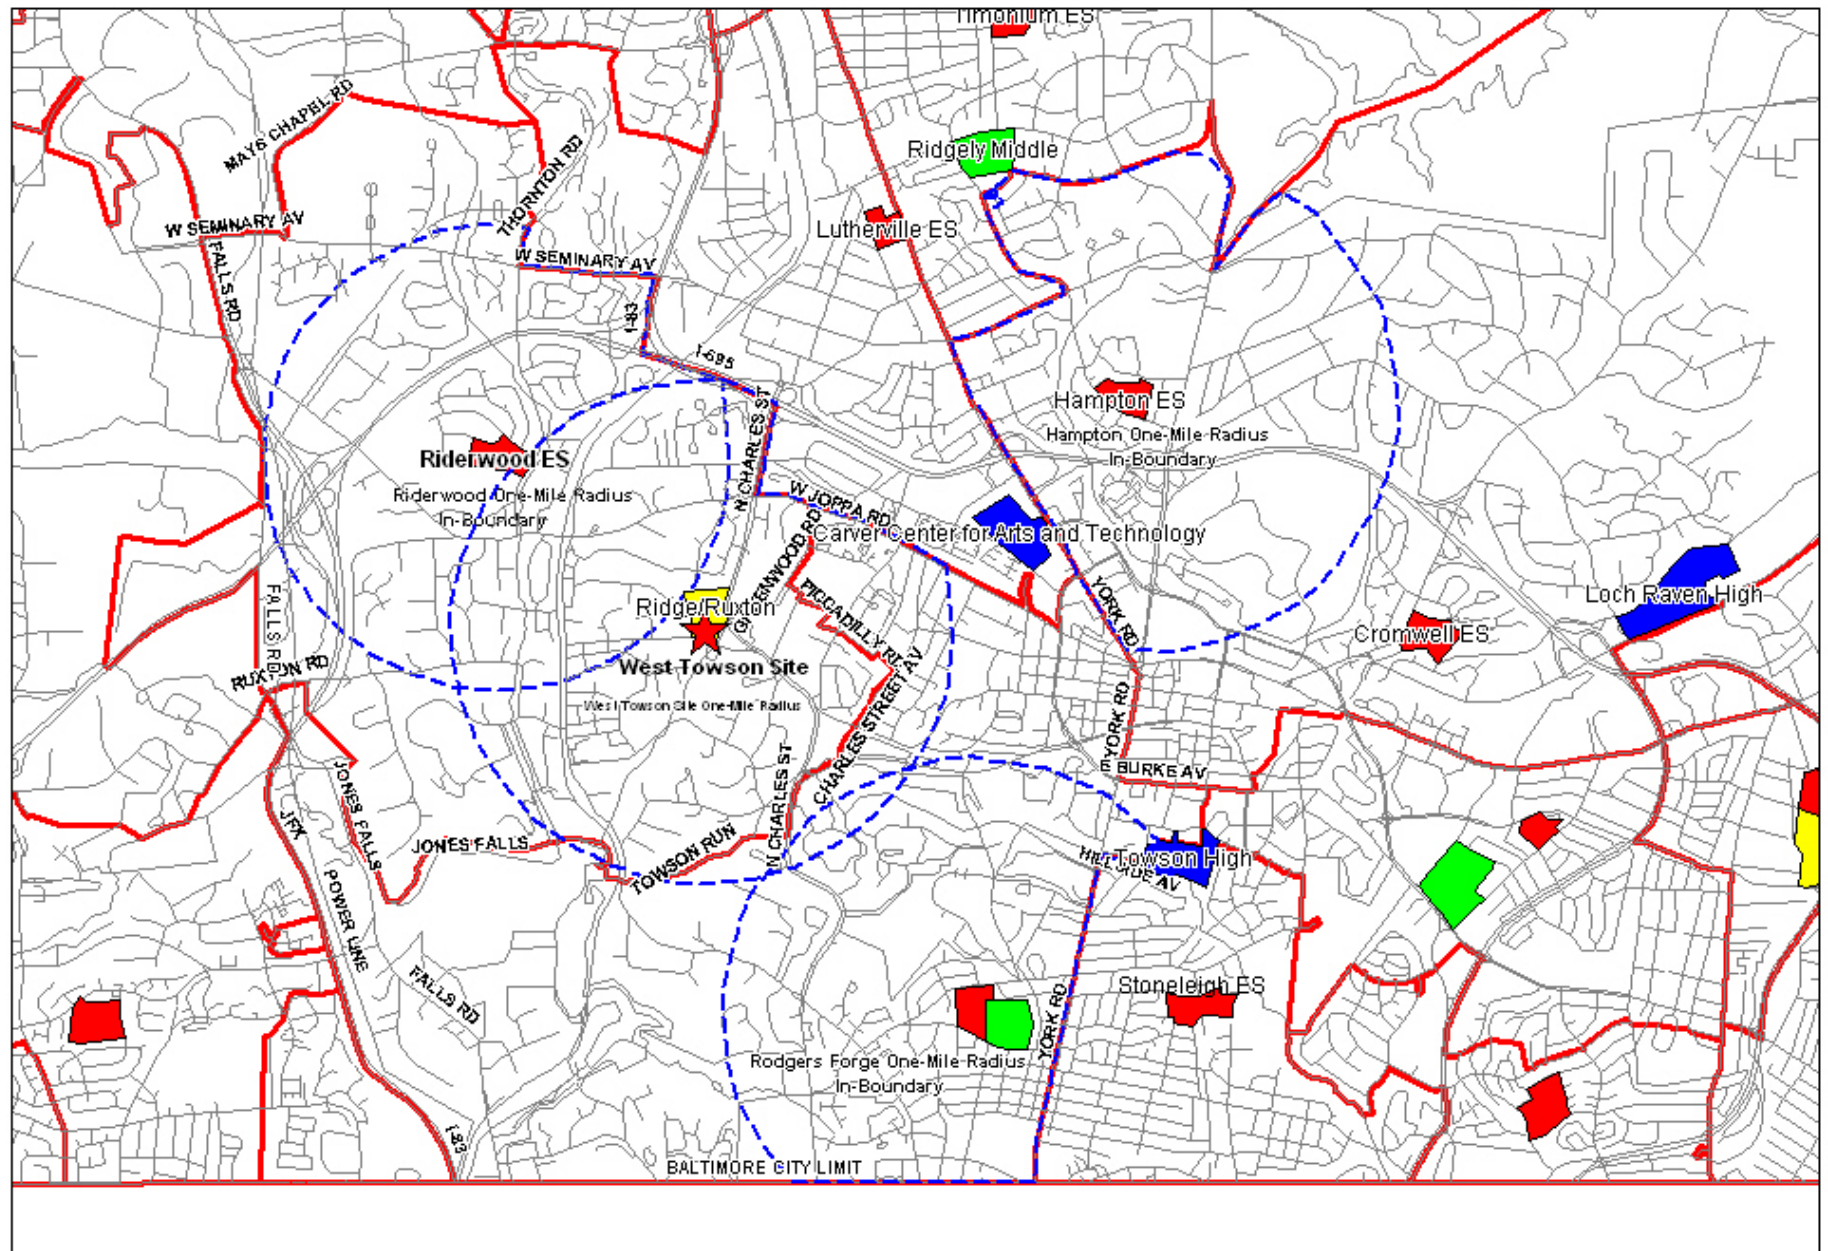 Timonium ES
MAYS CHAPEL RD
THORNTON RD
Ridgely Middle
W SEMINARY AV
Lutherville ES
W SEMINARY AV
FALLS RD
I-83
I-695
N CHARLES ST
Hampton ES
Hampton One-Mile-Radius
In-Boundary
Riderwood ES
Riderwood One-Mile Radius
In-Boundary
W JOPPA RD
Carver Center for Arts and Technology
GREENWOOD RD
PICCADILLY RD
YORK RD
Loch Raven High
Ridge/Ruxton
Cromwell ES
FALLS RD
RUXTON RD
West Towson Site
West Towson Site One-Mile Radius
CHARLES STREET AV
YORK RD
E BURKE AV
N CHARLES ST
JONES FALLS
JFX
JONES FALLS
TOWSON RUN
HILLSIDE AV
Towson High
POWER LINE
FALLS RD
Stoneleigh ES
YORK RD
Rodgers Forge One-Mile-Radius
In-Boundary
I-83
BALTIMORE CITY LIMIT